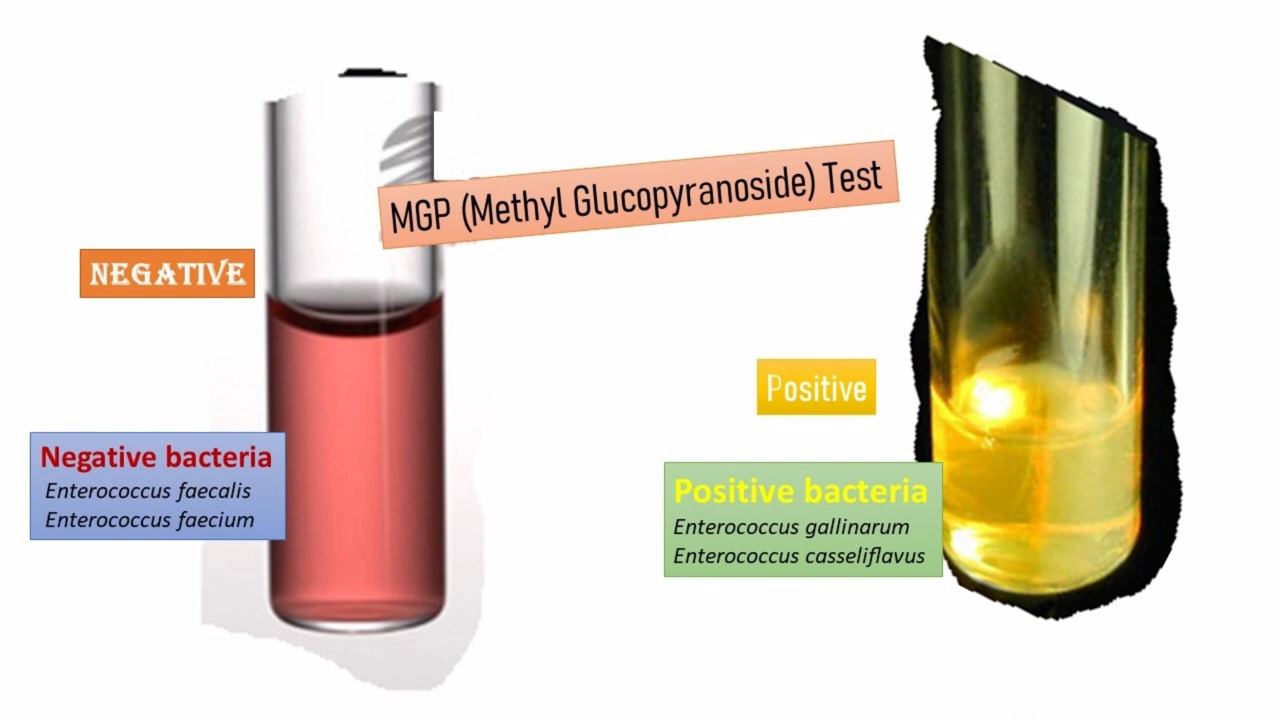 MGP (Methyl Glucopyranoside) Test
NEGATIVE
Negative bacteria
Enterococcus faecalis
Enterococcus faecium
Positive
Positive bacteria
Enterococcus gallinarum
Enterococcus casseliflavus